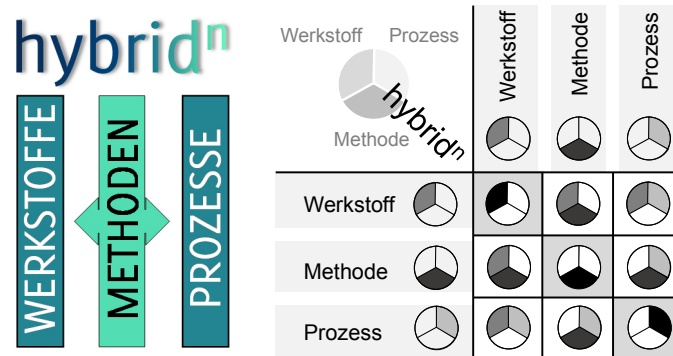 hybridⁿ
WERKSTOFFE
METHODEN
PROZESSE
Werkstoff Prozess
Methode
hybridⁿ
Werkstoff
Methode
Prozess
Werkstoff
Methode
Prozess